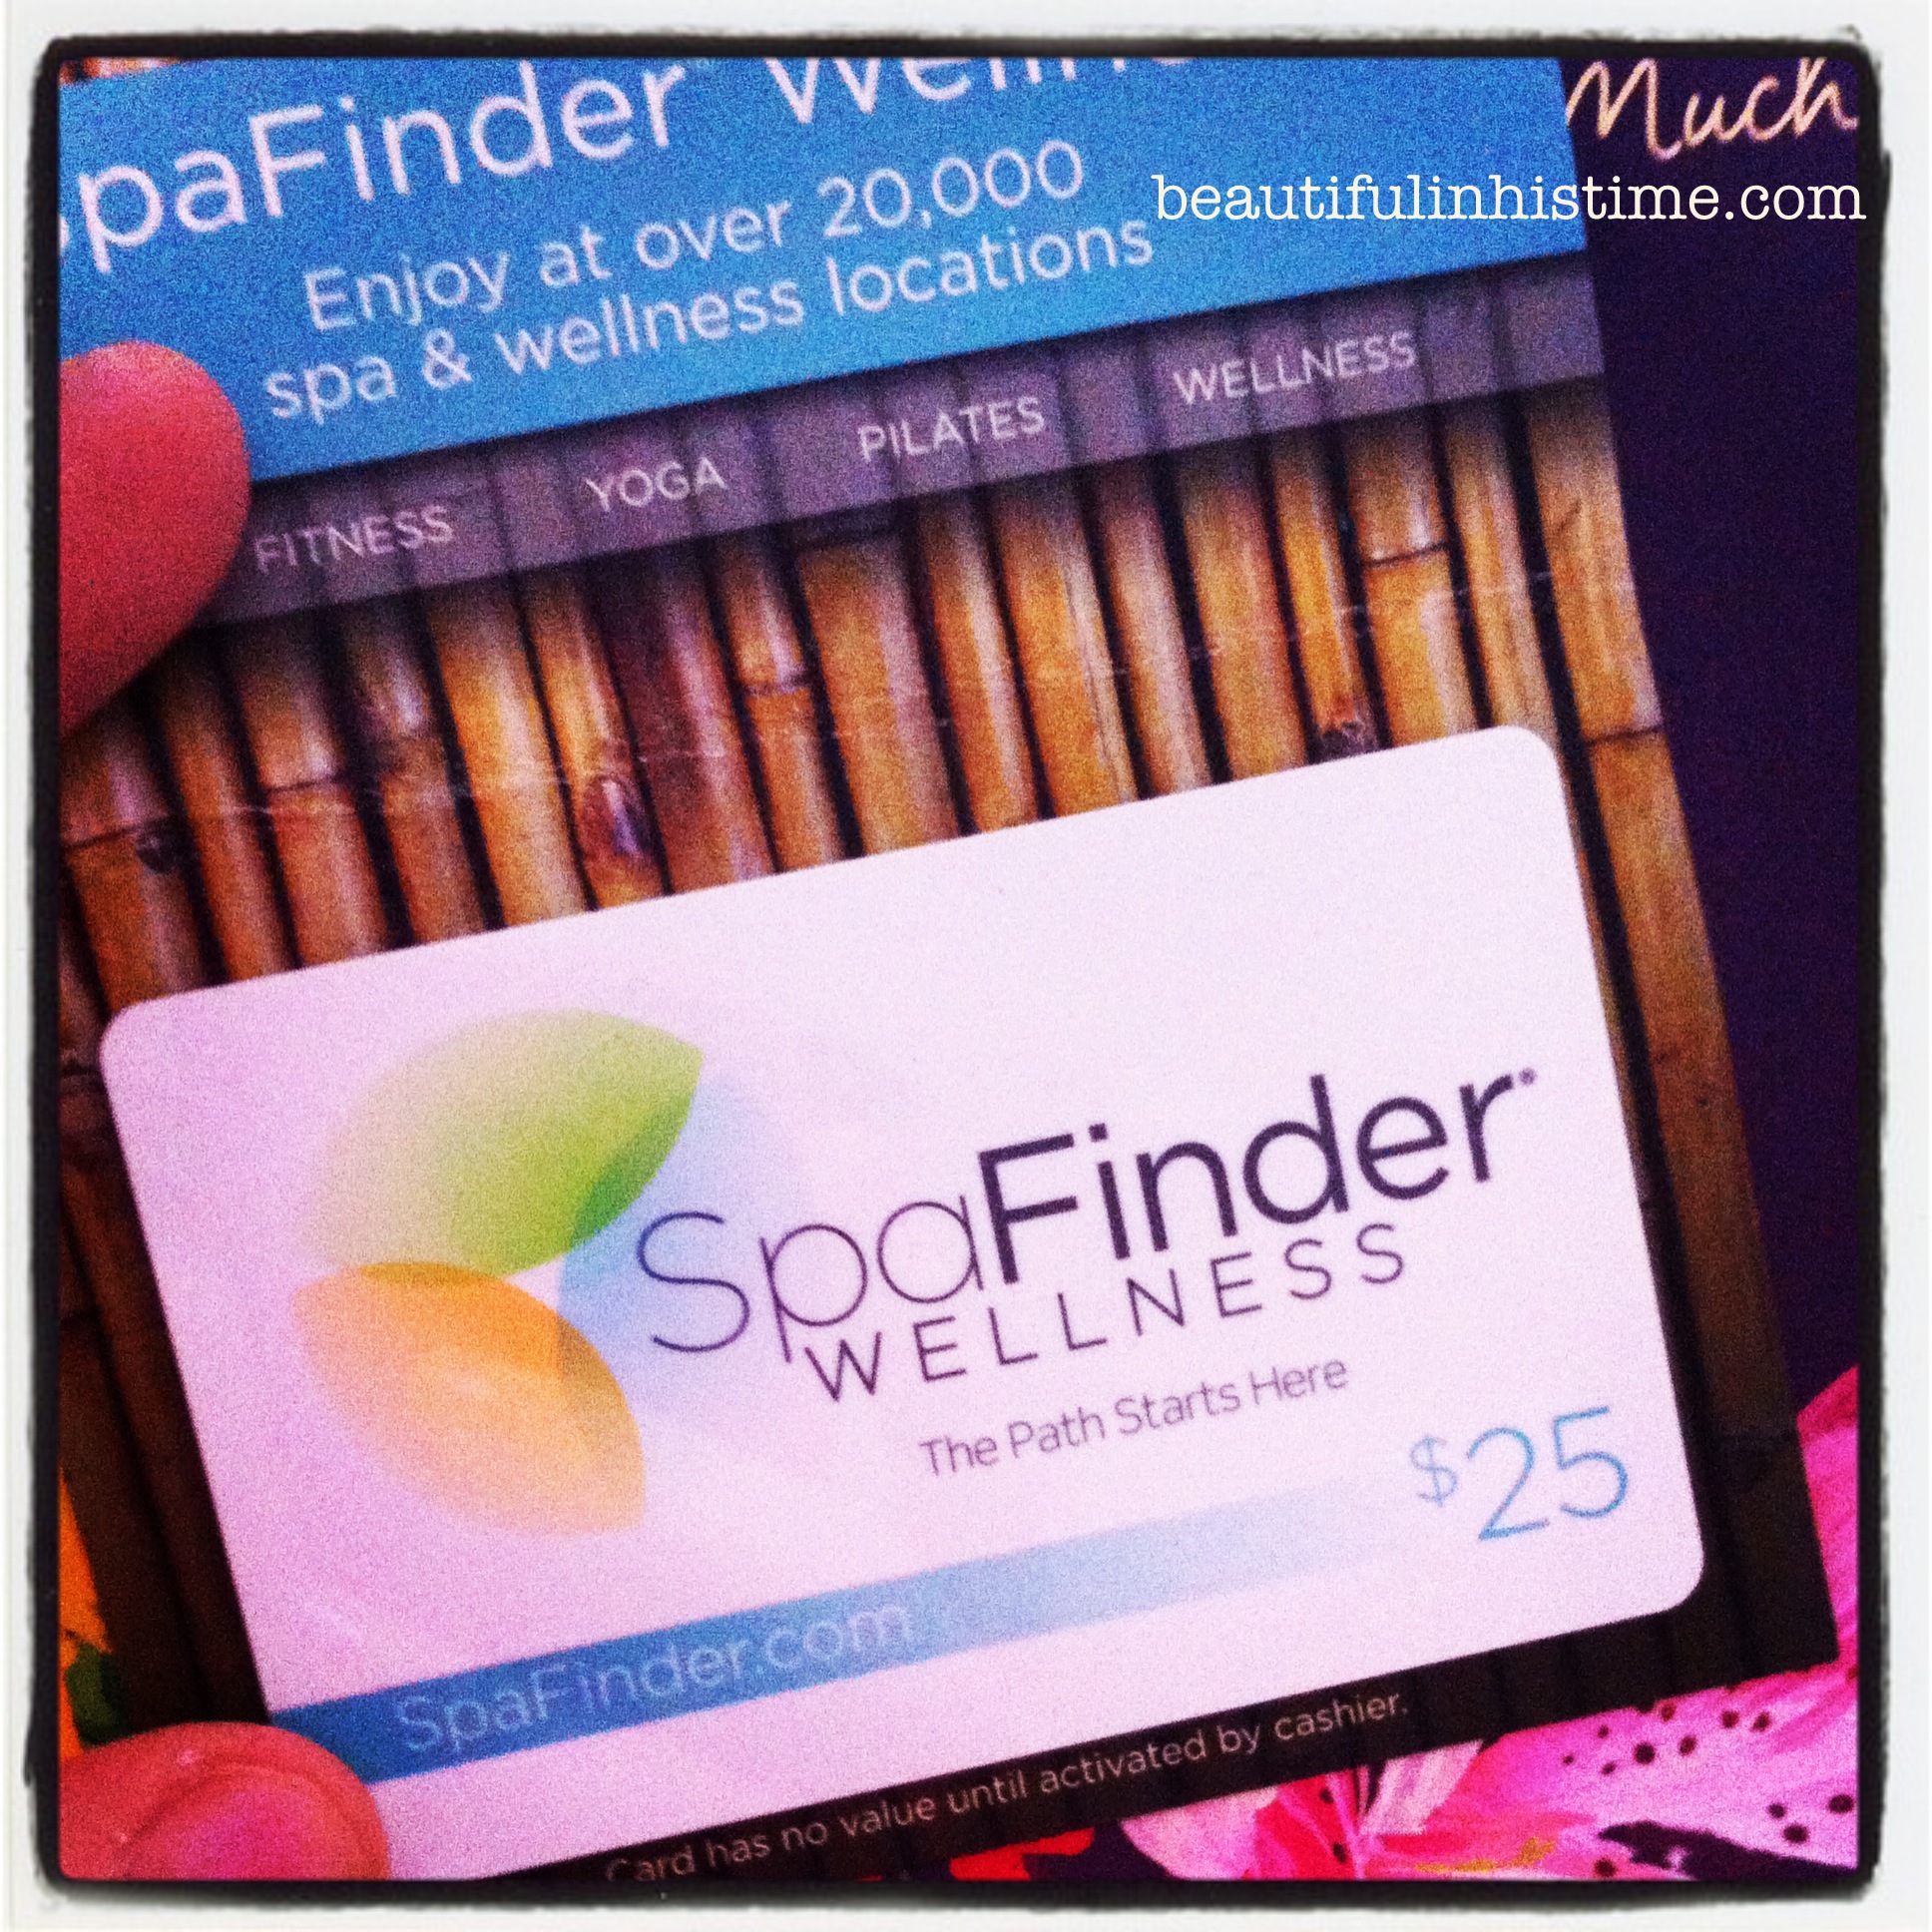 SpaFinder
Much
beautifulinhistime.com
Enjoy at over 20,000
spa & wellness locations
FITNESS YOGA PILATES WELLNESS
SpaFinder®
WELLNESS
The Path Starts Here
$25
SpaFinder.com
Card has no value until activated by cashier.